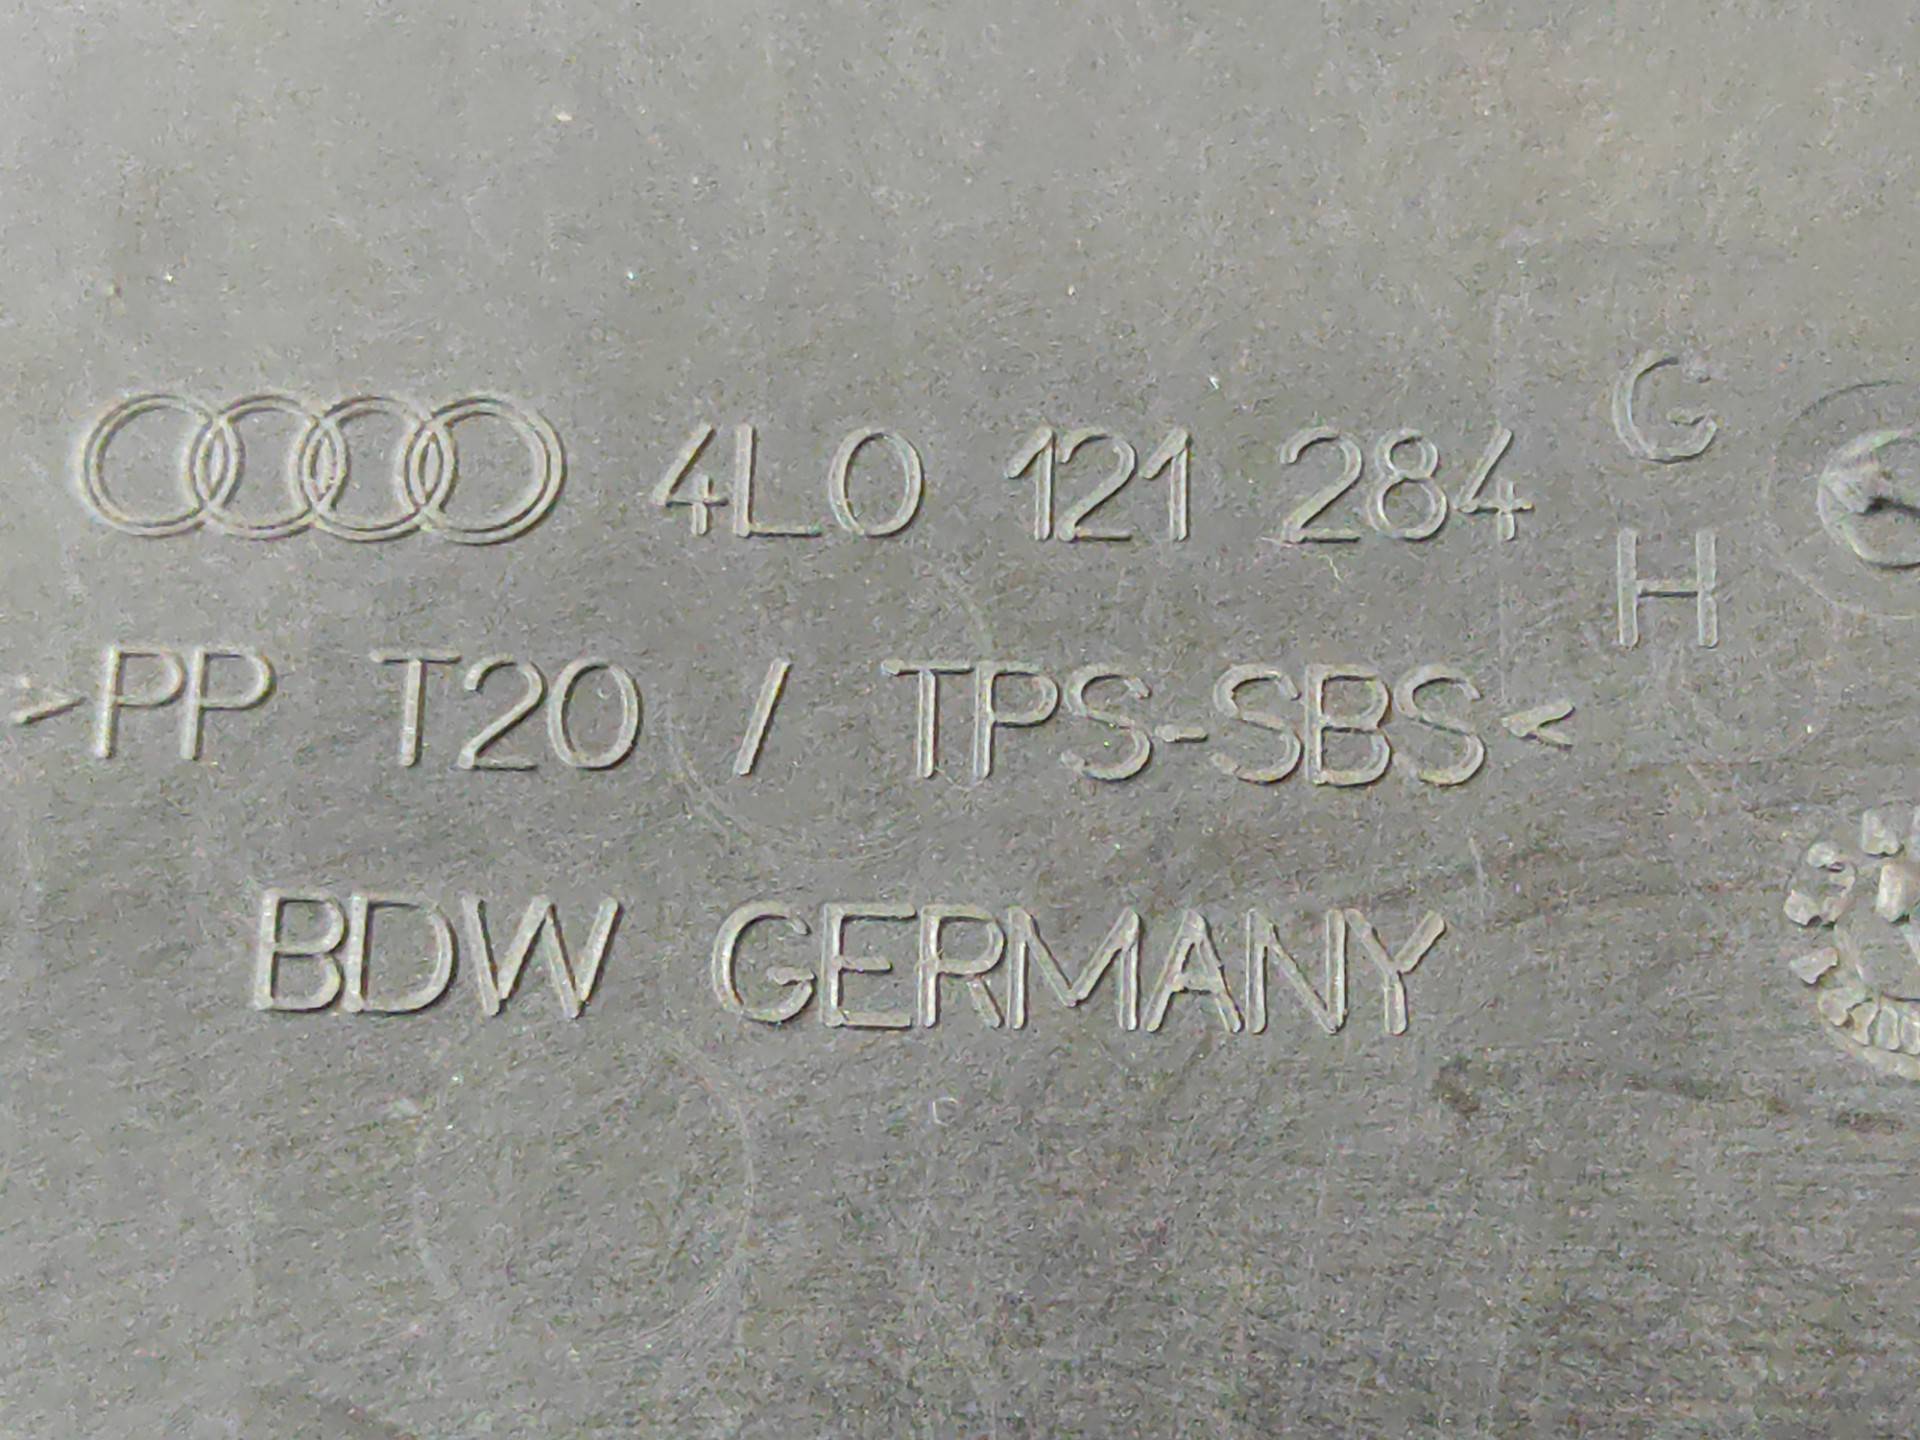 4L0 121 284
G
H
>PP T20 / TPS-SBS<
BDW GERMANY